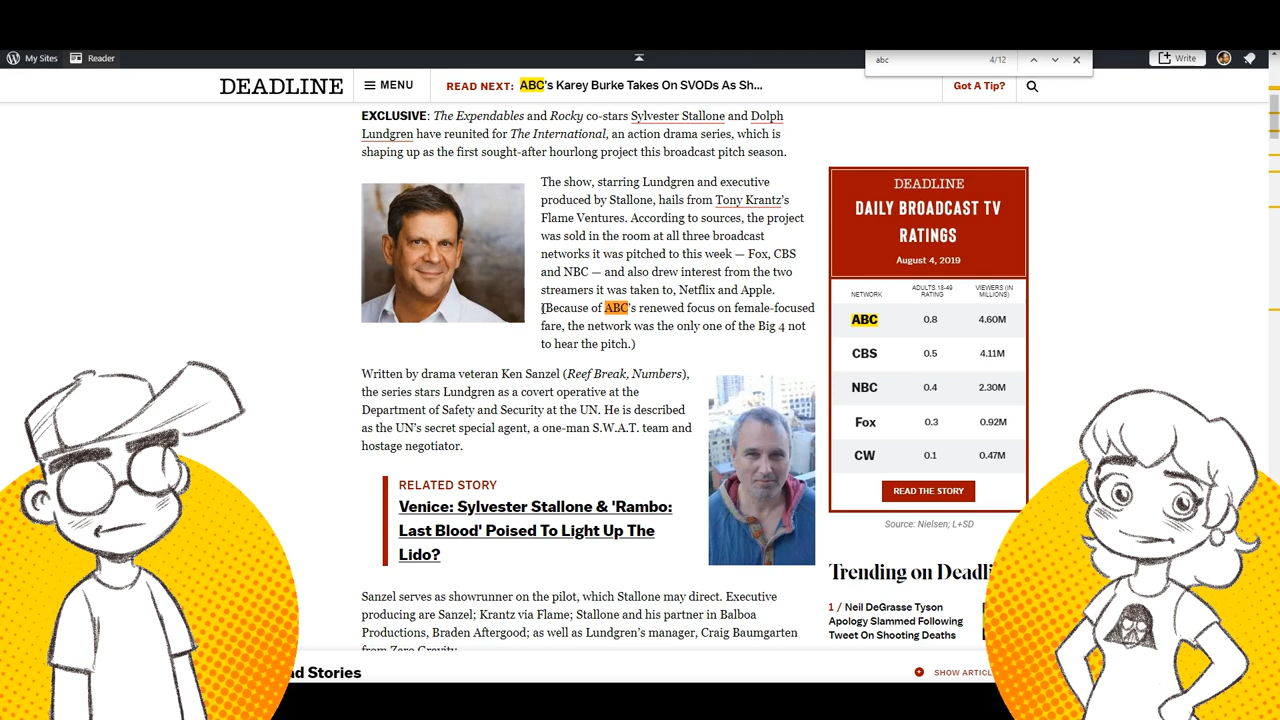 My Sites
Reader
abc
4/12
Write
DEADLINE
MENU
READ NEXT: ABC's Karey Burke Takes On SVODs As Sh...
Got A Tip?
EXCLUSIVE: The Expendables and Rocky co-stars Sylvester Stallone and Dolph
Lundgren have reunited for The International, an action drama series, which is
shaping up as the first sought-after hourlong project this broadcast pitch season.
The show, starring Lundgren and executive
produced by Stallone, hails from Tony Krantz's
Flame Ventures. According to sources, the project
was sold in the room at all three broadcast
networks it was pitched to this week — Fox, CBS
and NBC — and also drew interest from the two
streamers it was taken to, Netflix and Apple.
(Because of ABC's renewed focus on female-focused
fare, the network was the only one of the Big 4 not
to hear the pitch.)
Written by drama veteran Ken Sanzel (Reef Break, Numbers),
the series stars Lundgren as a covert operative at the
Department of Safety and Security at the UN. He is described
as the UN's secret special agent, a one-man S.W.A.T. team and
hostage negotiator.
RELATED STORY
Venice: Sylvester Stallone & 'Rambo:
Last Blood' Poised To Light Up The
Lido?
Sanzel serves as showrunner on the pilot, which Stallone may direct. Executive
producing are Sanzel; Krantz via Flame; Stallone and his partner in Balboa
Productions, Braden Aftergood; as well as Lundgren's manager, Craig Baumgarten
from Zero Gravity.
DEADLINE
DAILY BROADCAST TV
RATINGS
August 4, 2019
NETWORK
ADULTS 18-49 RATING
VIEWERS (IN MILLIONS)
ABC 0.8 4.60M
CBS 0.5 4.11M
NBC 0.4 2.30M
Fox 0.3 0.92M
CW 0.1 0.47M
READ THE STORY
Source: Nielsen; L+SD
Trending on Deadli
1 / Neil DeGrasse Tyson
Apology Slammed Following
Tweet On Shooting Deaths
ad Stories
SHOW ARTIC